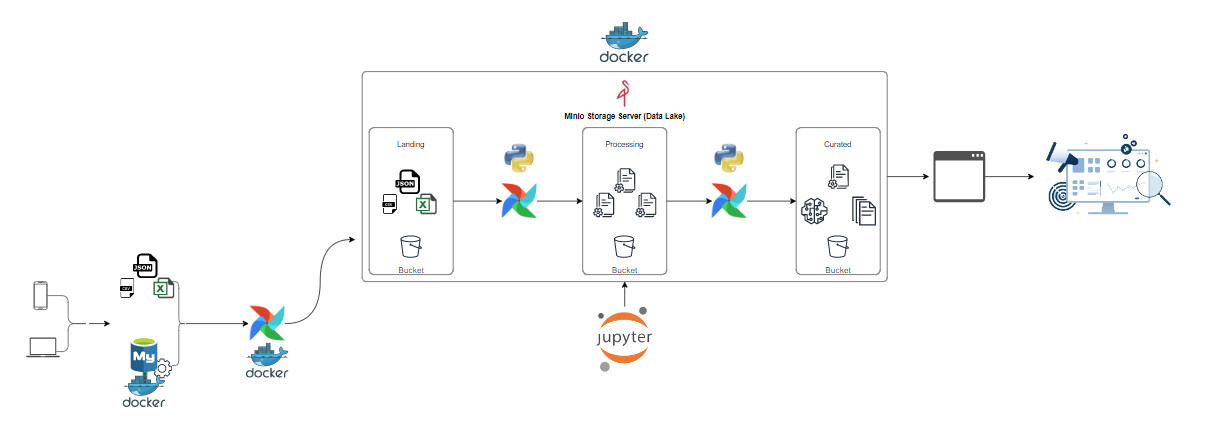 docker
Minio Storage Server (Data Lake)
Landing
Processing
Curated
JSON
CSV
X
Bucket
Bucket
Bucket
JSON
CSV
X
My
docker
docker
jupyter